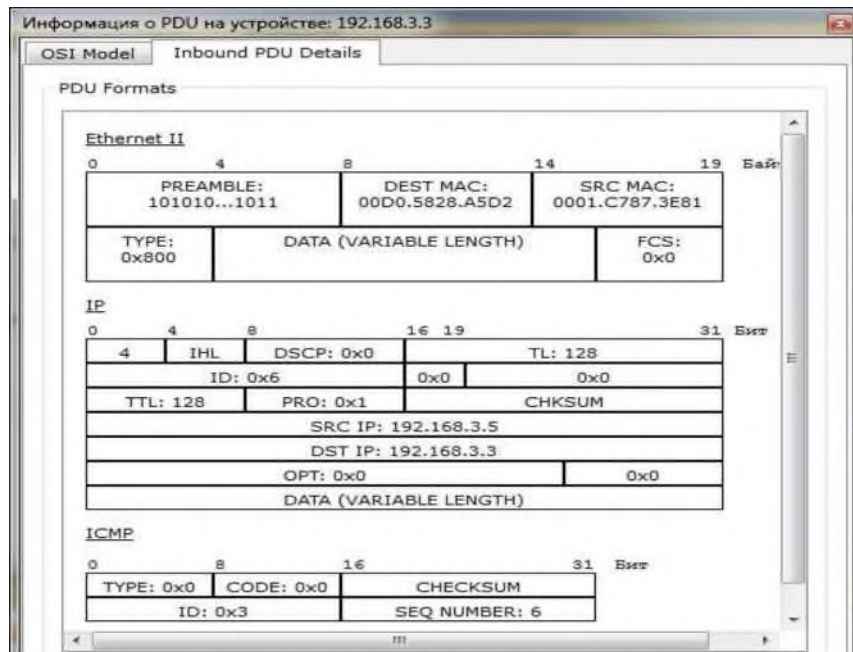 Информация о PDU на устройстве: 192.168.3.3
OSI Model
Inbound PDU Details
PDU Formats
Ethernet II
0 4 8 14 19 Байт
PREAMBLE: 101010...1011
DEST MAC: 00D0.5828.A5D2
SRC MAC: 0001.C787.3E81
TYPE: 0x800
DATA (VARIABLE LENGTH)
FCS: 0x0
IP
0 4 8 16 19 31 Бит
4 IHL DSCP: 0x0 TL: 128
ID: 0x6 0x0 0x0
TTL: 128 PRO: 0x1 CHKSUM
SRC IP: 192.168.3.5
DST IP: 192.168.3.3
OPT: 0x0 0x0
DATA (VARIABLE LENGTH)
ICMP
0 8 16 31 Бит
TYPE: 0x0 CODE: 0x0 CHECKSUM
ID: 0x3 SEQ NUMBER: 6